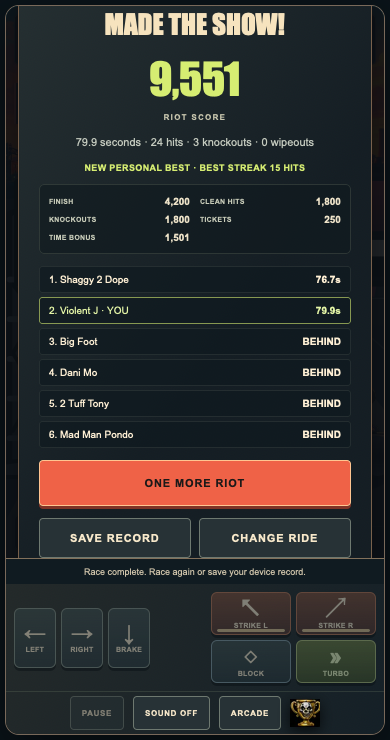 MADE THE SHOW!
9,551
RIOT SCORE
79.9 seconds · 24 hits · 3 knockouts · 0 wipeouts
NEW PERSONAL BEST · BEST STREAK 15 HITS
FINISH 4,200 CLEAN HITS 1,800
KNOCKOUTS 1,800 TICKETS 250
TIME BONUS 1,501
1. Shaggy 2 Dope 76.7s
2. Violent J · YOU 79.9s
3. Big Foot BEHIND
4. Dani Mo BEHIND
5. 2 Tuff Tony BEHIND
6. Mad Man Pondo BEHIND
ONE MORE RIOT
SAVE RECORD CHANGE RIDE
Race complete. Race again or save your device record.
STRIKE L STRIKE R
LEFT RIGHT BRAKE
BLOCK TURBO
PAUSE SOUND OFF ARCADE